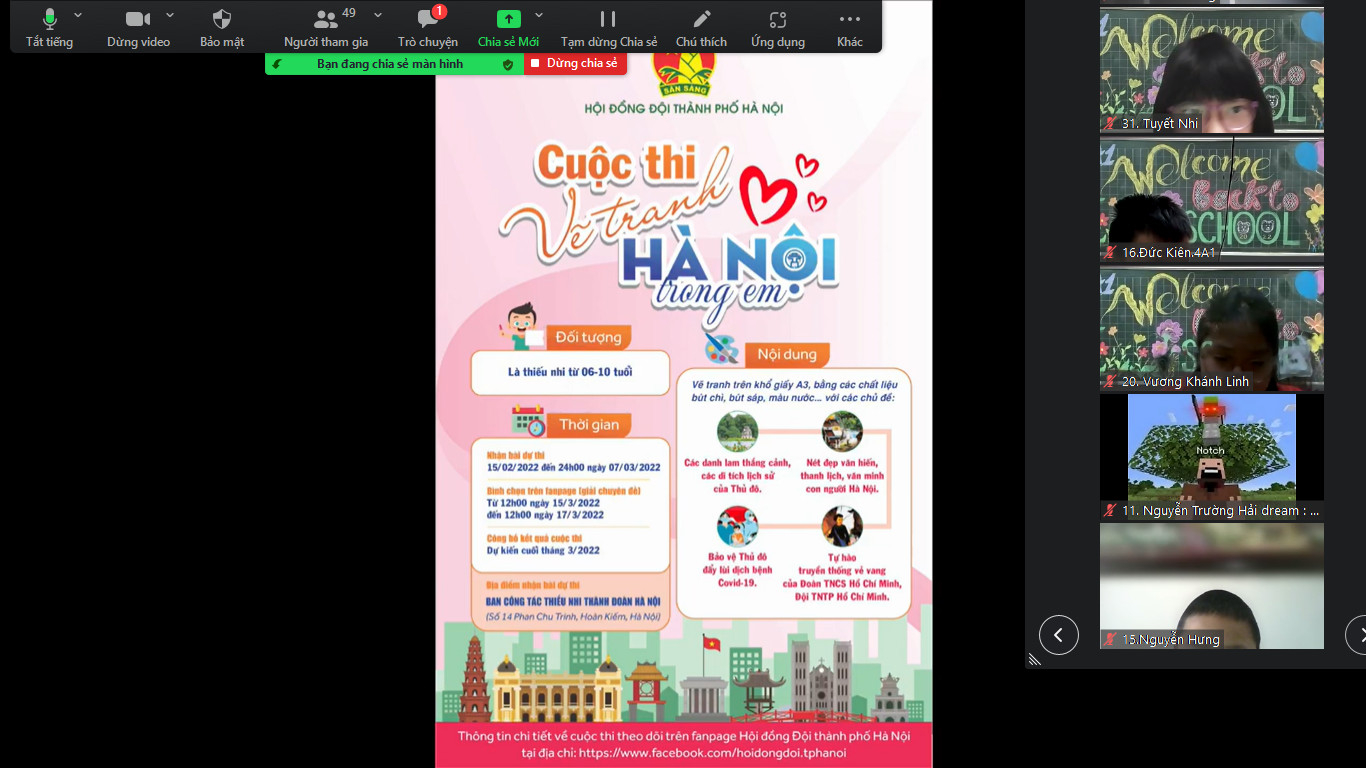 49
1
Tắt tiếng
Dừng video
Bảo mật
Người tham gia
Trò chuyện
Chia sẻ Mới
Tạm dừng Chia sẻ
Chú thích
Ứng dụng
Khác
Bạn đang chia sẻ màn hình
Dừng chia sẻ
SẴN SÀNG
HỘI ĐỒNG ĐỘI THÀNH PHỐ HÀ NỘI
Cuộc thi
Vẽ tranh
HÀ NỘI
trong em
Đối tượng
Là thiếu nhi từ 06-10 tuổi
Thời gian
Nhận bài dự thi
15/02/2022 đến 24h00 ngày 07/03/2022
Bình chọn trên fanpage (giải chuyên đề)
Từ 12h00 ngày 15/3/2022
đến 12h00 ngày 17/3/2022
Công bố kết quả cuộc thi
Dự kiến cuối tháng 3/2022
Địa điểm nhận bài dự thi
BAN CÔNG TÁC THIẾU NHI THÀNH ĐOÀN HÀ NỘI
(Số 14 Phan Chu Trinh, Hoàn Kiếm, Hà Nội)
Nội dung
Vẽ tranh trên khổ giấy A3, bằng các chất liệu
bút chì, bút sáp, màu nước... với các chủ đề:
Các danh lam thắng cảnh,
các di tích lịch sử
của Thủ đô.
Nét đẹp văn hiến,
thanh lịch, văn minh
con người Hà Nội.
Bảo vệ Thủ đô
đẩy lùi dịch bệnh
Covid-19.
Tự hào
truyền thống vẻ vang
của Đoàn TNCS Hồ Chí Minh,
Đội TNTP Hồ Chí Minh.
Thông tin chi tiết về cuộc thi theo dõi trên fanpage Hội đồng Đội thành phố Hà Nội
tại địa chỉ: https://www.facebook.com/hoidongdoi.tphanoi
Welcome
31. Tuyết Nhi
Welcome
Back to
SCHOOL
16.Đức Kiên.4A1
Welcome
20. Vương Khánh Linh
Notch
11. Nguyễn Trường Hải dream : ...
15.Nguyễn Hưng